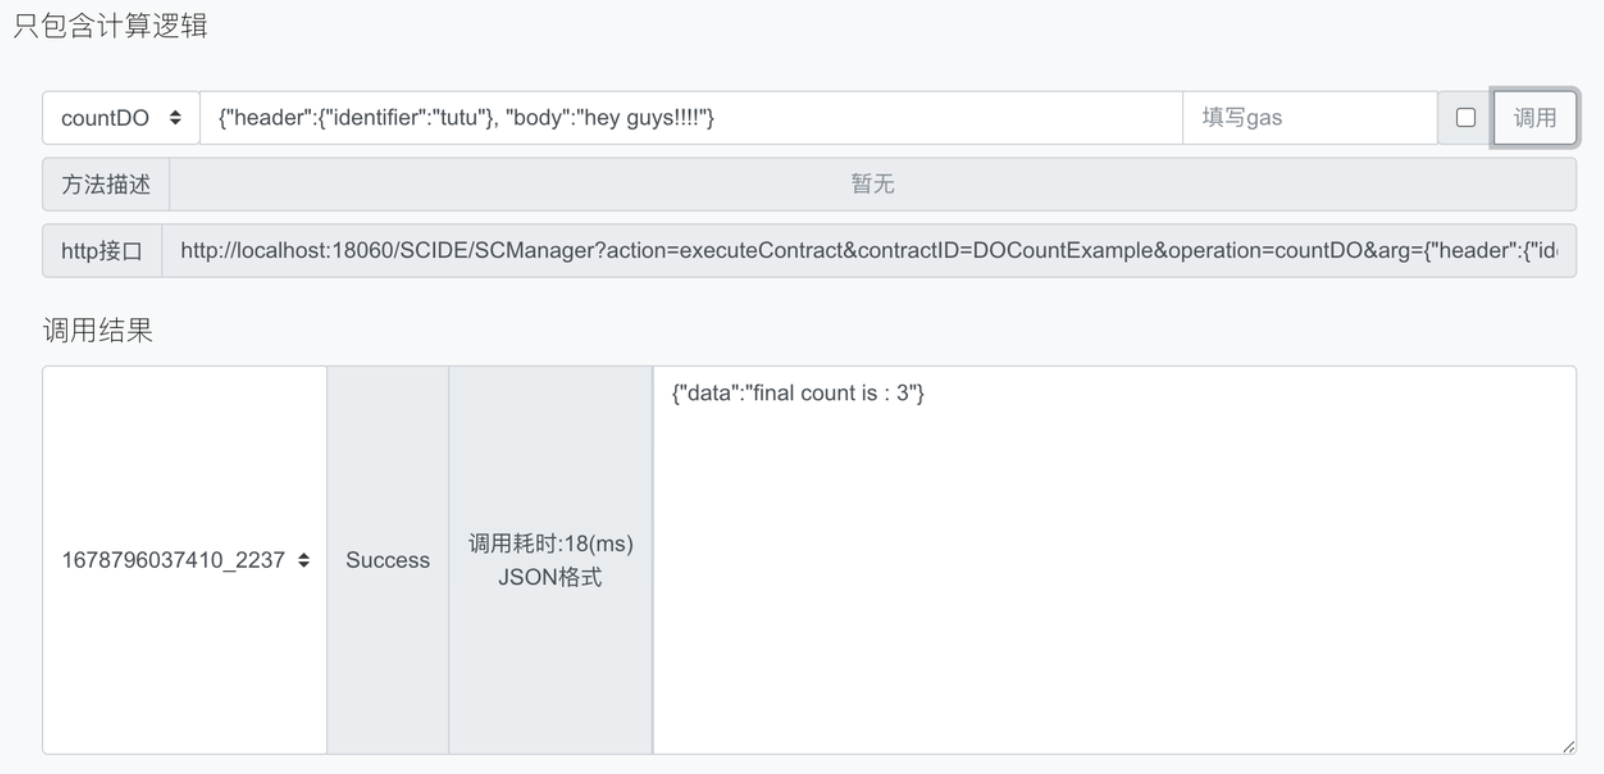 只包含计算逻辑
countDO {"header":{"identifier":"tutu"}, "body":"hey guys!!!!"} 填写gas 调用
方法描述 暂无
http接口 http://localhost:18060/SCIDE/SCManager?action=executeContract&contractID=DOCountExample&operation=countDO&arg={"header":{"id
调用结果
{"data":"final count is : 3"}
1678796037410_2237 Success 调用耗时:18(ms)
JSON格式